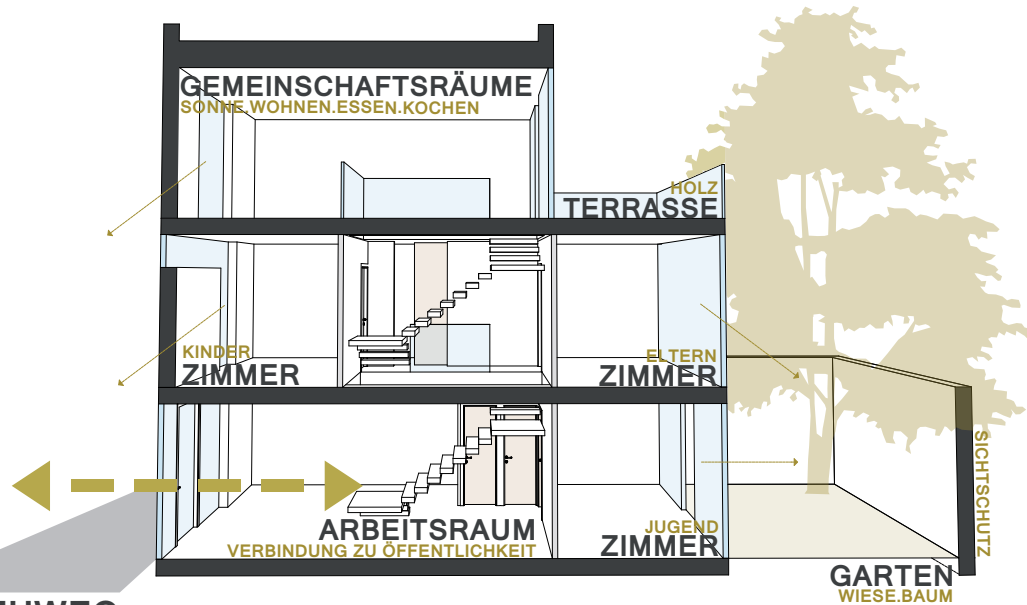 GEMEINSCHAFTSRÄUME
SONNE.WOHNEN.ESSEN.KOCHEN
HOLZ
TERRASSE
KINDER
ZIMMER
ELTERN
ZIMMER
SICHTSCHUTZ
ARBEITSRAUM
VERBINDUNG ZU ÖFFENTLICHKEIT
JUGEND
ZIMMER
GARTEN
WIESE.BAUM